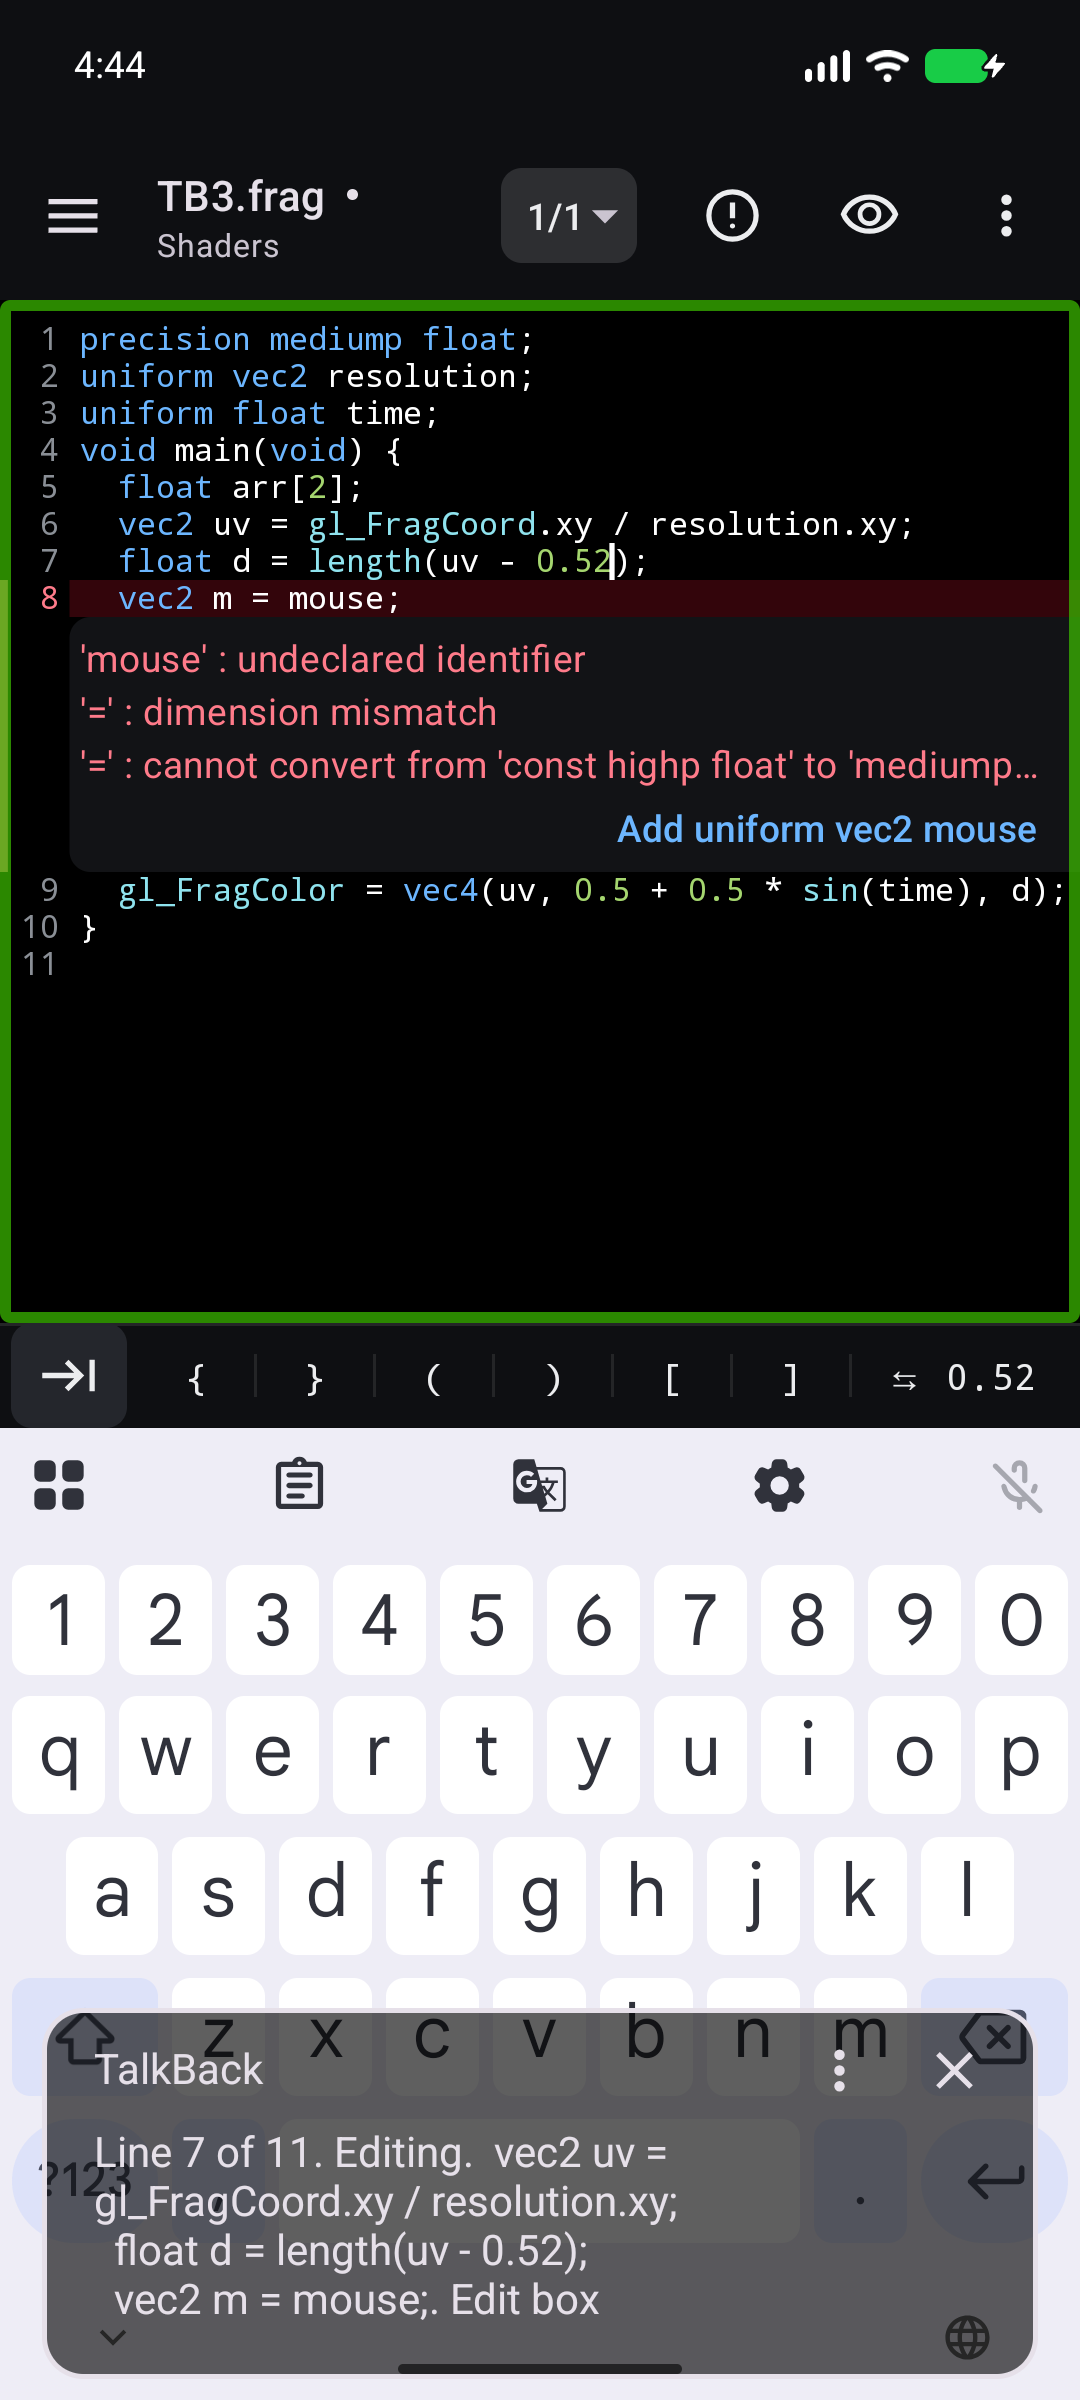 4:44
TB3.frag •
Shaders
1/1
1 precision mediump float;
2 uniform vec2 resolution;
3 uniform float time;
4 void main(void) {
5   float arr[2];
6   vec2 uv = gl_FragCoord.xy / resolution.xy;
7   float d = length(uv - 0.52);
8   vec2 m = mouse;
'mouse' : undeclared identifier
'=' : dimension mismatch
'=' : cannot convert from 'const highp float' to 'mediump…
Add uniform vec2 mouse
9   gl_FragColor = vec4(uv, 0.5 + 0.5 * sin(time), d);
10 }
11
{ } ( ) [ ] ⇆ 0.52
G 文
1 2 3 4 5 6 7 8 9 0
q w e r t y u i o p
a s d f g h j k l
z x c v b n m
TalkBack
?123 , .
Line 7 of 11. Editing.  vec2 uv =
gl_FragCoord.xy / resolution.xy;
  float d = length(uv - 0.52);
  vec2 m = mouse;. Edit box